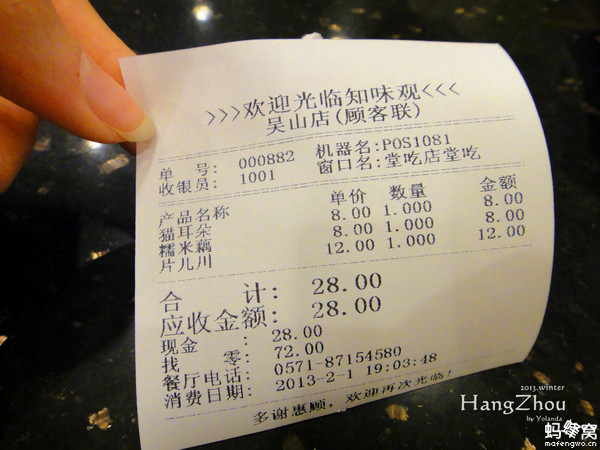 >>>欢迎光临知味观<<<
吴山店(顾客联)
单 号: 000882 机器名:POS1081
收银员: 1001 窗口名:堂吃店堂吃
产品名称 单价 数量 金额
猫耳朵 8.00 1.000 8.00
糯米藕 8.00 1.000 8.00
片儿川 12.00 1.000 12.00
合 计: 28.00
应收金额: 28.00
现金 : 28.00
找 零: 72.00
餐厅电话: 0571-87154580
消费日期: 2013-2-1 19:03:48
多谢惠顾,欢迎再次光临!
2013.winter
HangZhou
by Yolanda
蚂蜂窝
mafengwo.cn